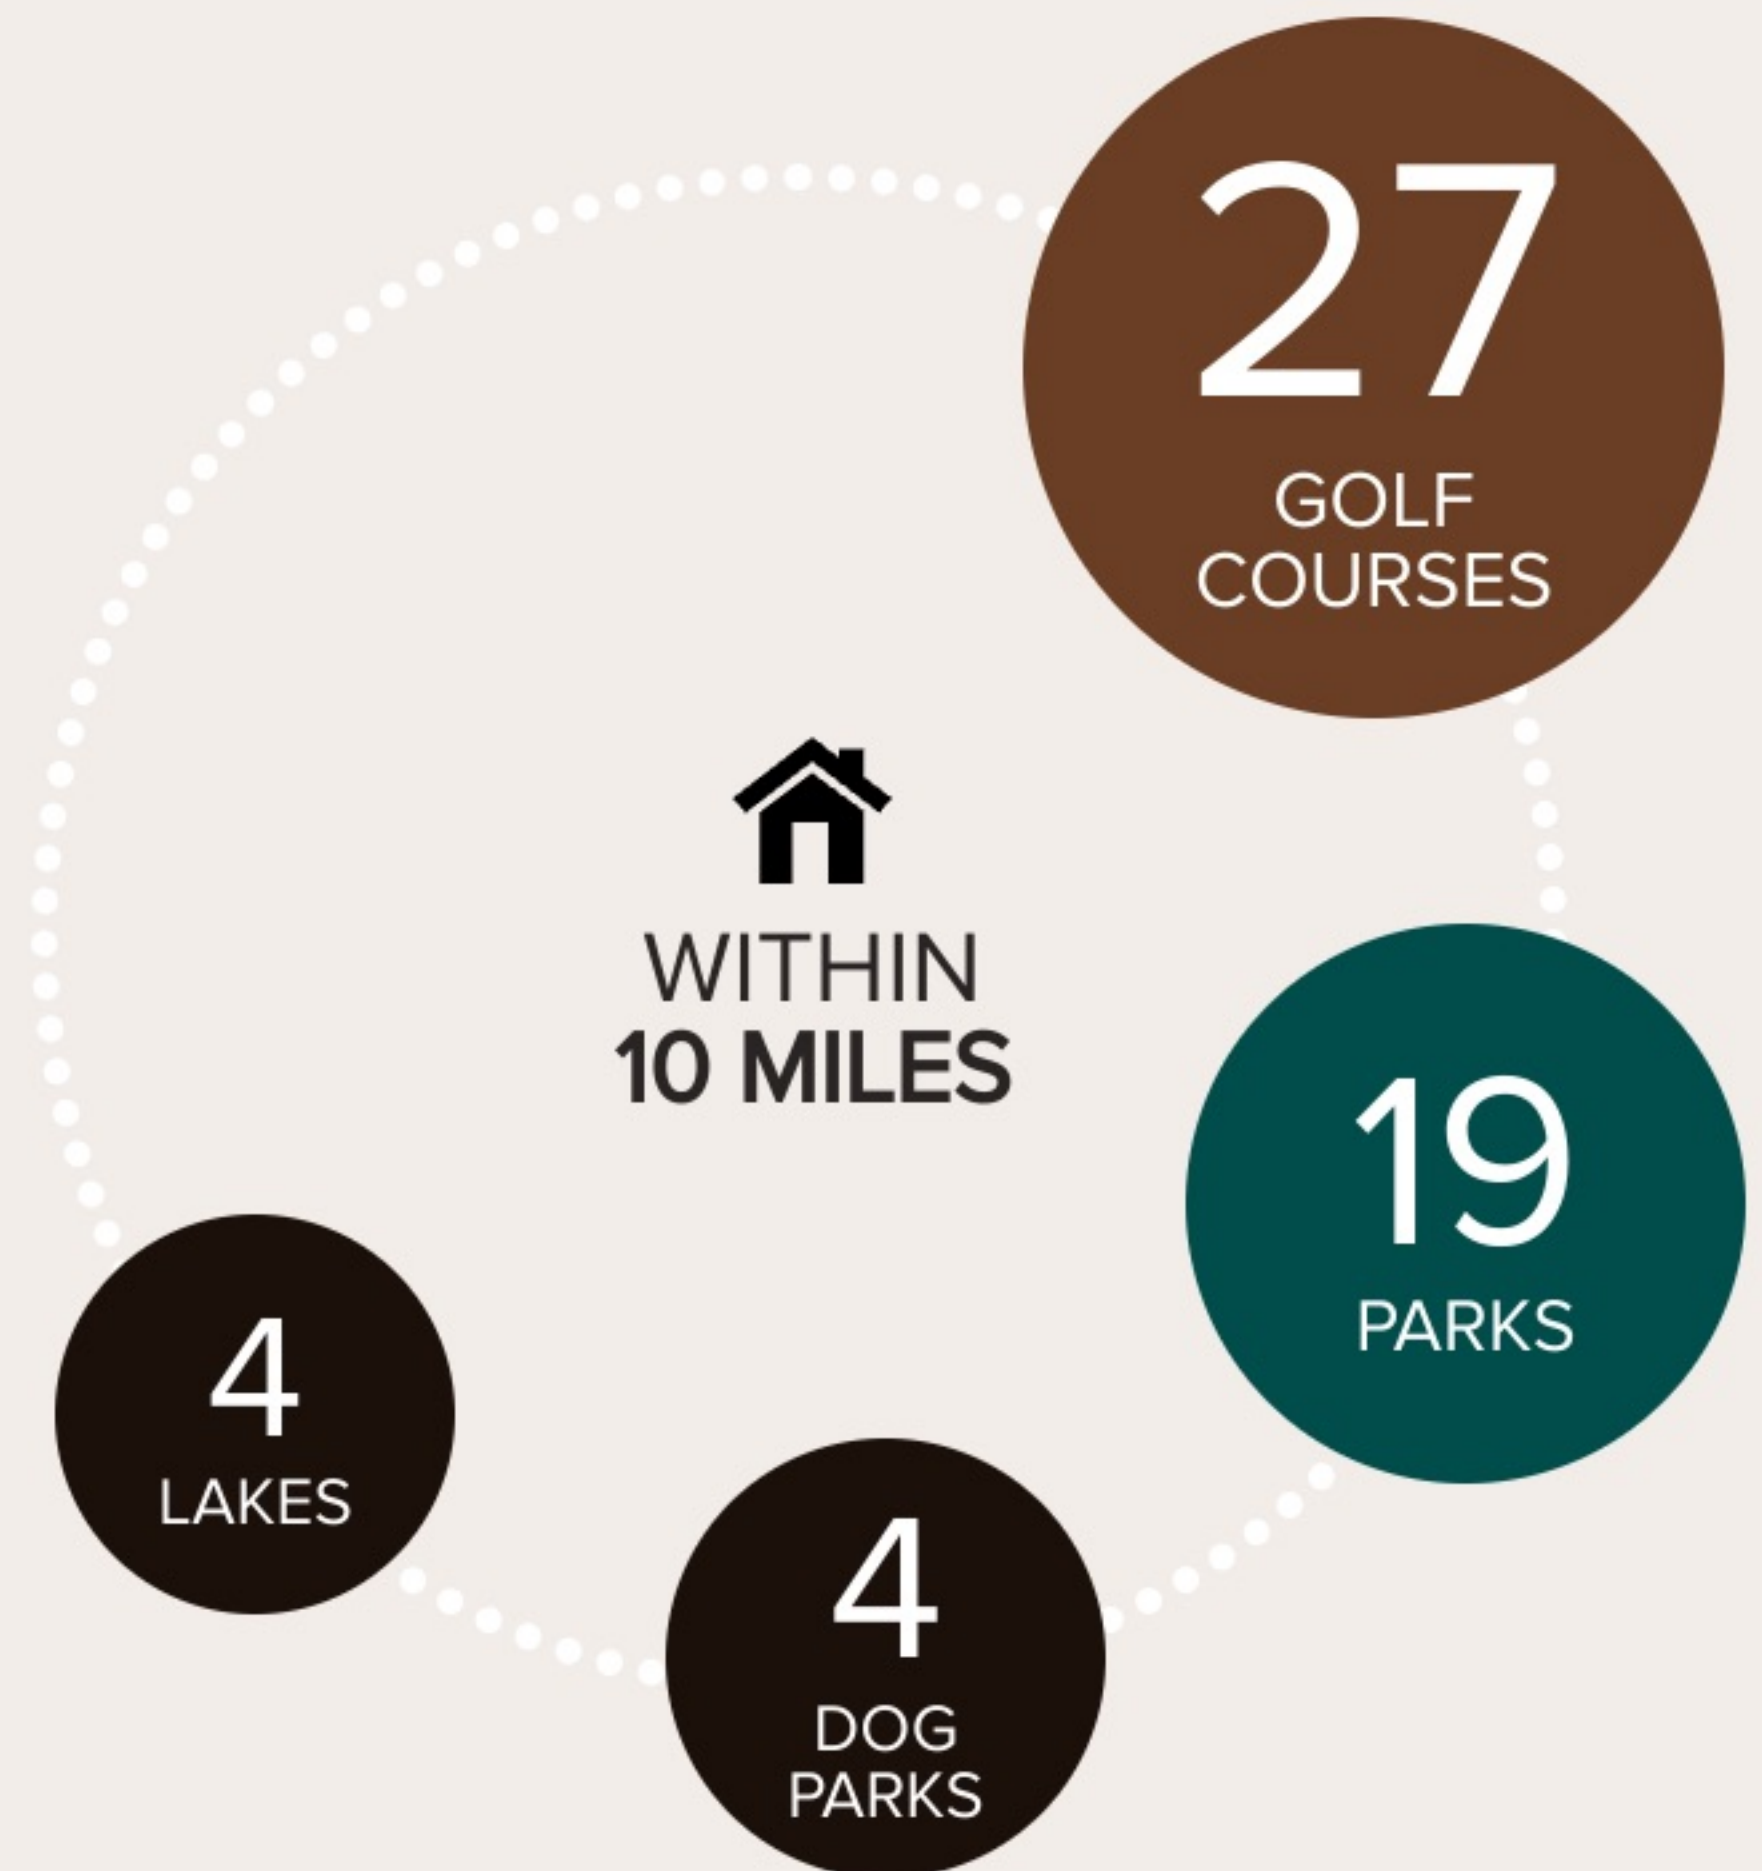 27
GOLF
COURSES
WITHIN
10 MILES
19
PARKS
4
LAKES
4
DOG
PARKS